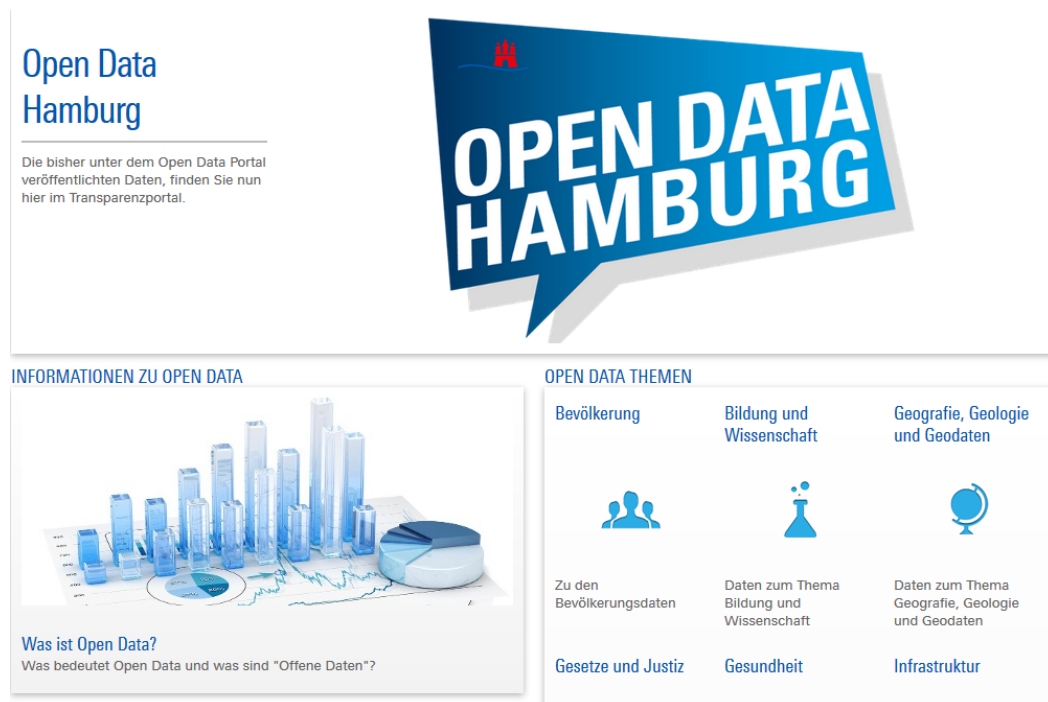 Open Data
Hamburg
Die bisher unter dem Open Data Portal
veröffentlichten Daten, finden Sie nun
hier im Transparenzportal.
OPEN DATA
HAMBURG
INFORMATIONEN ZU OPEN DATA
Was ist Open Data?
Was bedeutet Open Data und was sind "Offene Daten"?
OPEN DATA THEMEN
Bevölkerung
Zu den
Bevölkerungsdaten
Bildung und
Wissenschaft
Daten zum Thema
Bildung und
Wissenschaft
Geografie, Geologie
und Geodaten
Daten zum Thema
Geografie, Geologie
und Geodaten
Gesetze und Justiz
Gesundheit
Infrastruktur